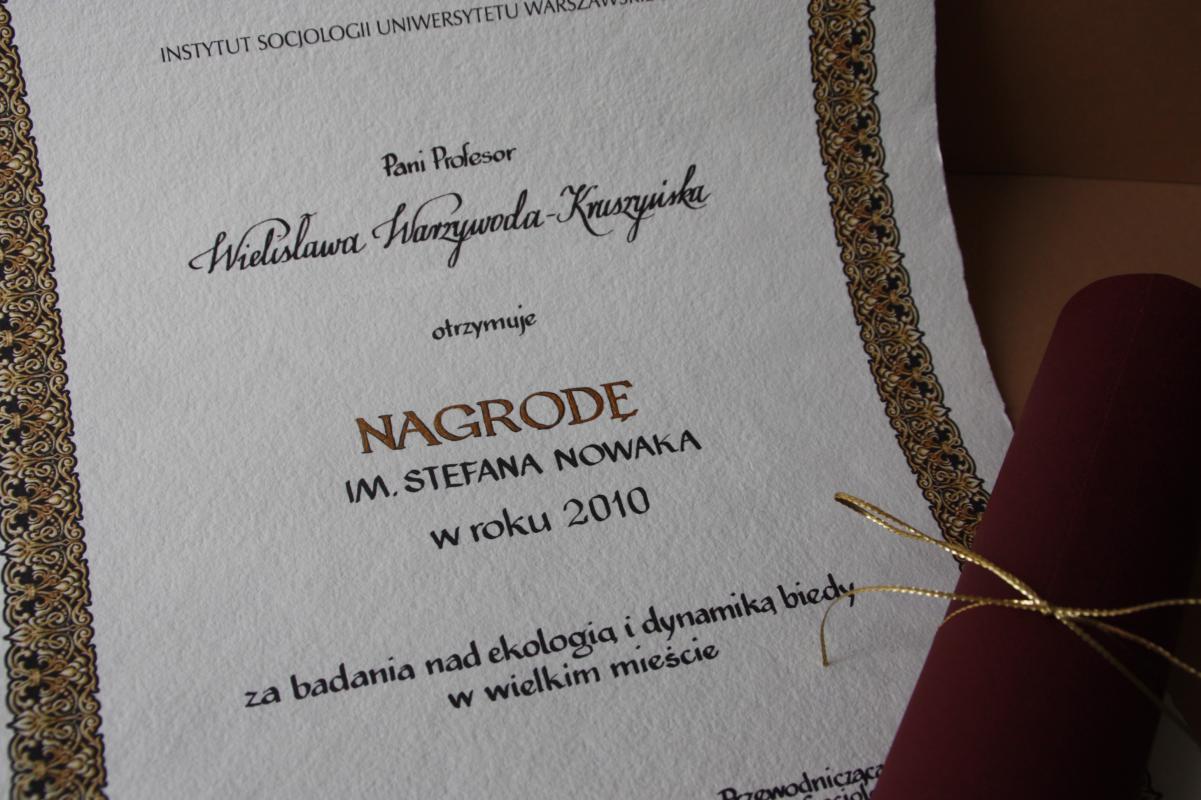 INSTYTUT SOCJOLOGII UNIWERSYTETU
Pani Profesor
Wielisława Warzywoda-Kruszyńska
otrzymuje
NAGRODĘ
IM. STEFANA NOWAKA
w roku 2010
za badania nad ekologią i dynamiką biedy
w wielkim mieście
Przewodnicząca